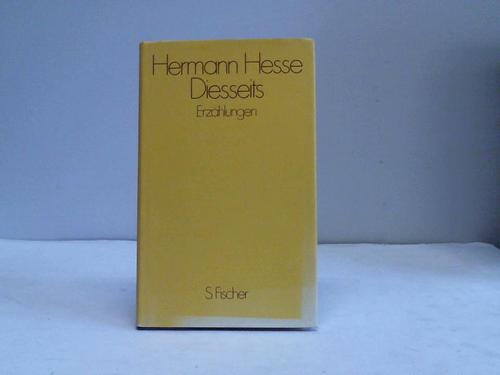 Hermann Hesse
Diesseits
Erzählungen
S. Fischer